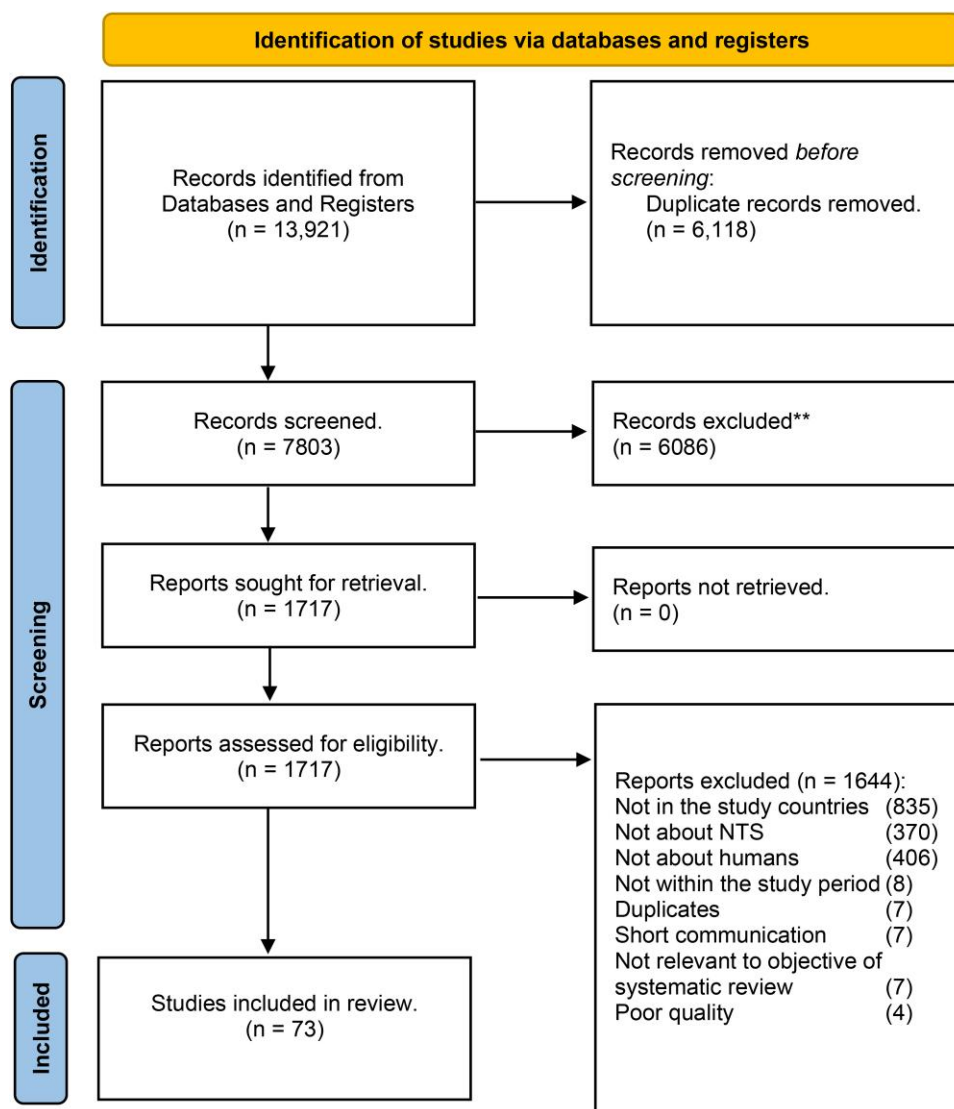 Identification of studies via databases and registers
Identification
Records identified from
Databases and Registers
(n = 13,921)
Records removed before
screening:
Duplicate records removed.
(n = 6,118)
Screening
Records screened.
(n = 7803)
Records excluded**
(n = 6086)
Reports sought for retrieval.
(n = 1717)
Reports not retrieved.
(n = 0)
Reports assessed for eligibility.
(n = 1717)
Reports excluded (n = 1644):
Not in the study countries (835)
Not about NTS (370)
Not about humans (406)
Not within the study period (8)
Duplicates (7)
Short communication (7)
Not relevant to objective of
systematic review (7)
Poor quality (4)
Included
Studies included in review.
(n = 73)